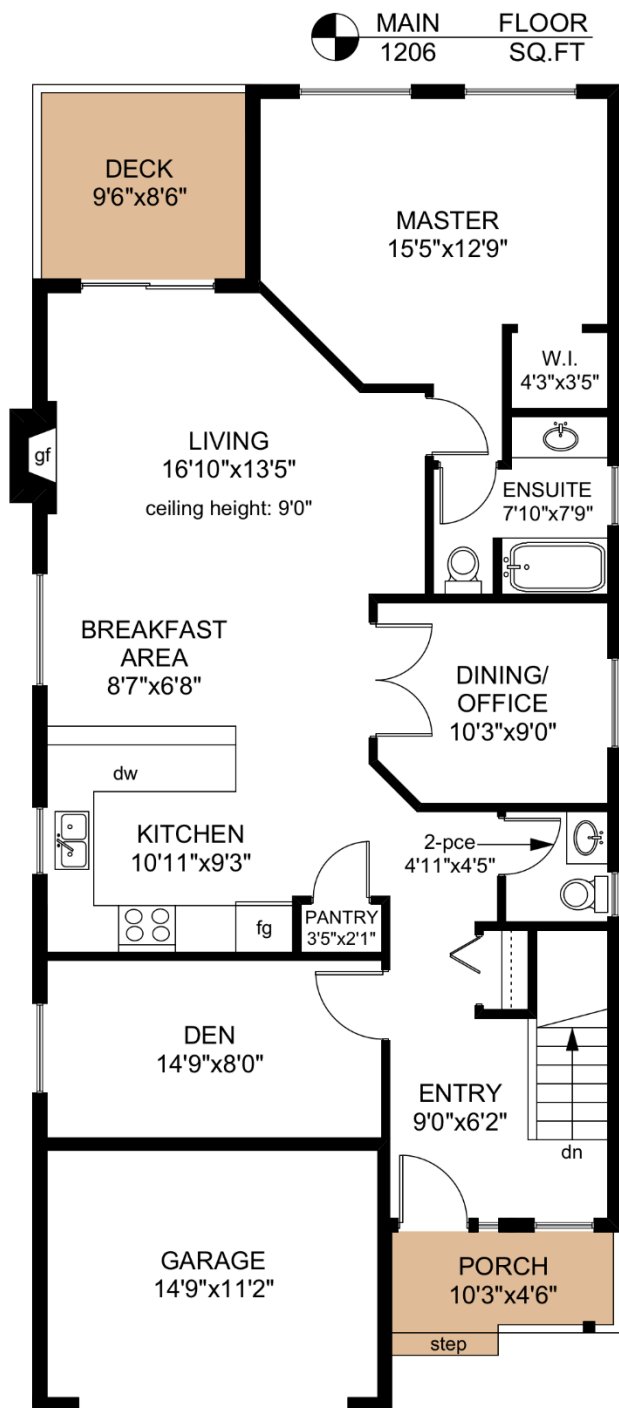 MAIN FLOOR
1206 SQ.FT
DECK
9'6"x8'6"
MASTER
15'5"x12'9"
W.I.
4'3"x3'5"
LIVING
16'10"x13'5"
ceiling height: 9'0"
gf
ENSUITE
7'10"x7'9"
BREAKFAST
AREA
8'7"x6'8"
DINING/
OFFICE
10'3"x9'0"
dw
KITCHEN
10'11"x9'3"
2-pce
4'11"x4'5"
PANTRY
3'5"x2'1"
fg
DEN
14'9"x8'0"
ENTRY
9'0"x6'2"
dn
GARAGE
14'9"x11'2"
PORCH
10'3"x4'6"
step